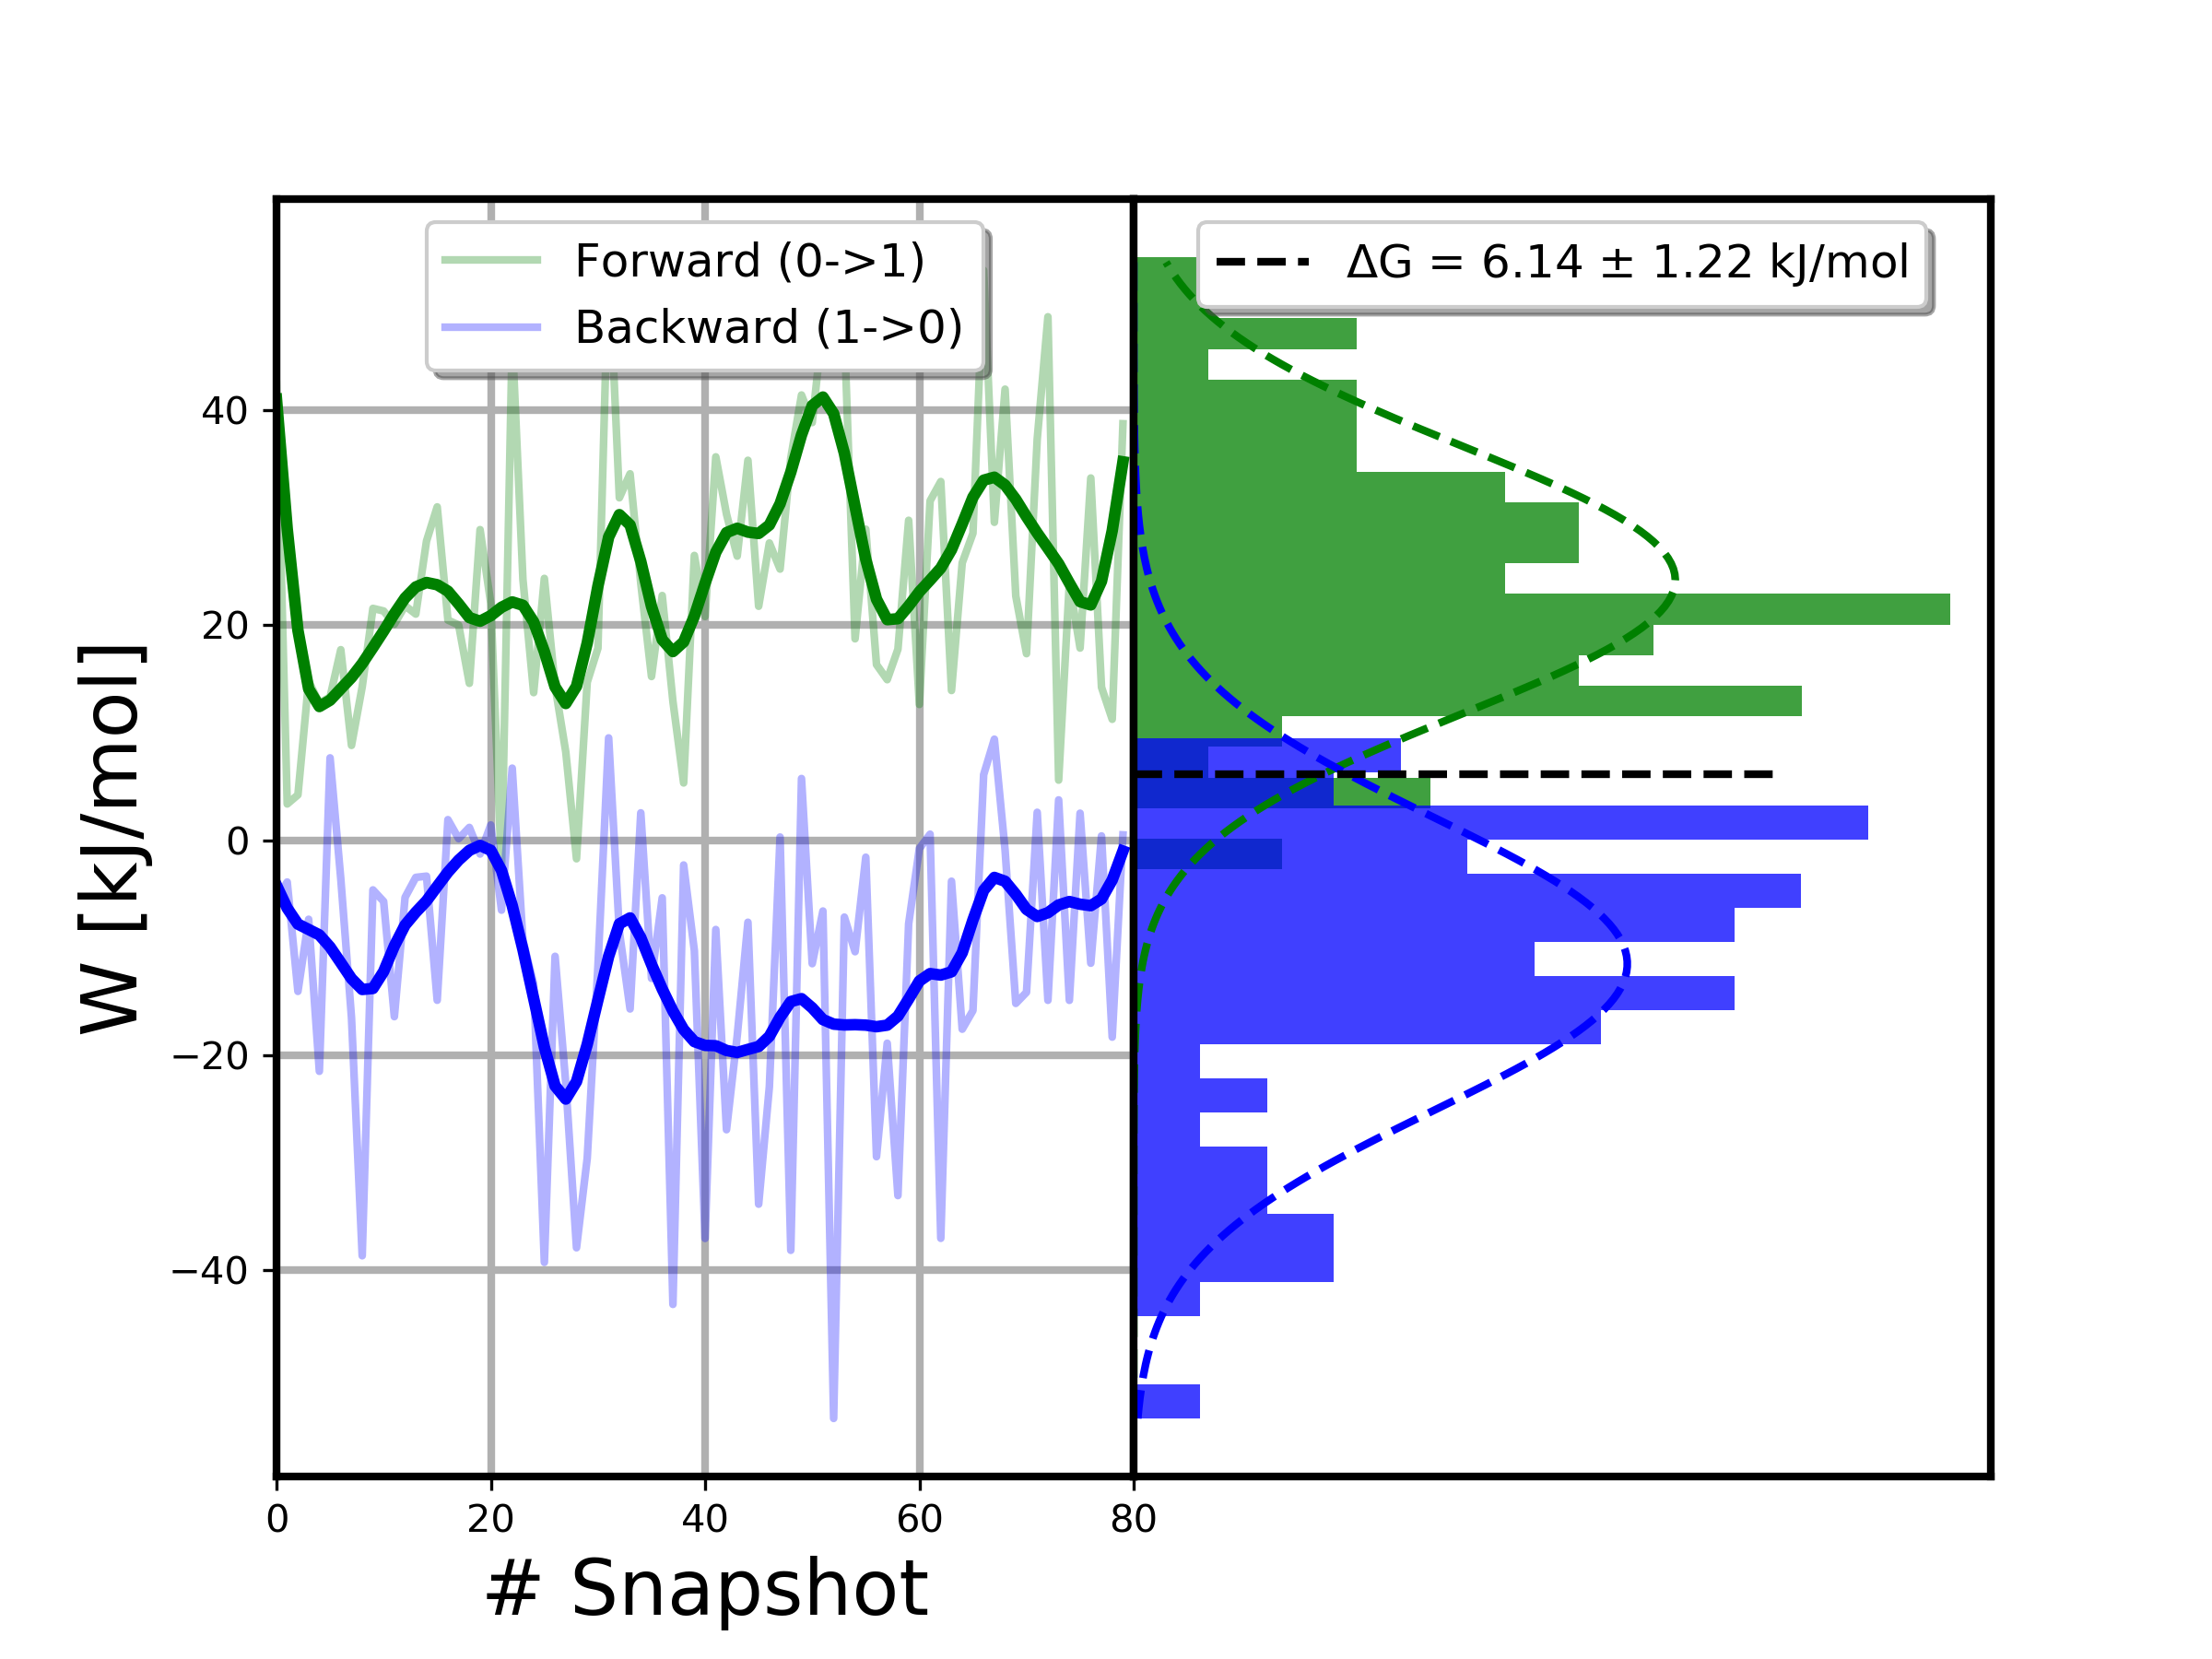 Forward (0->1)
Backward (1->0)
ΔG = 6.14 ± 1.22 kJ/mol
W [kJ/mol]
40
20
0
−20
−40
0 20 40 60 80
# Snapshot